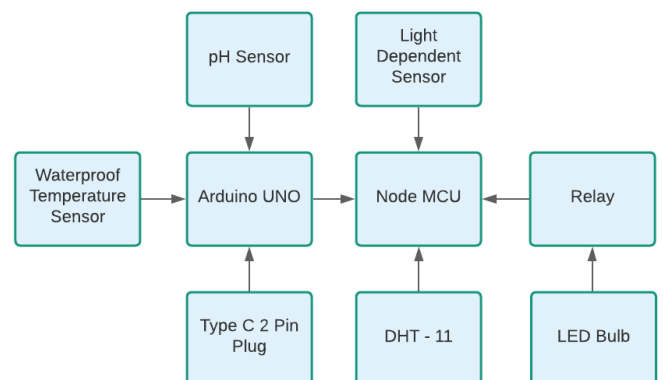 pH Sensor
Light
Dependent
Sensor
Waterproof
Temperature
Sensor
Arduino UNO
Node MCU
Relay
Type C 2 Pin
Plug
DHT - 11
LED Bulb